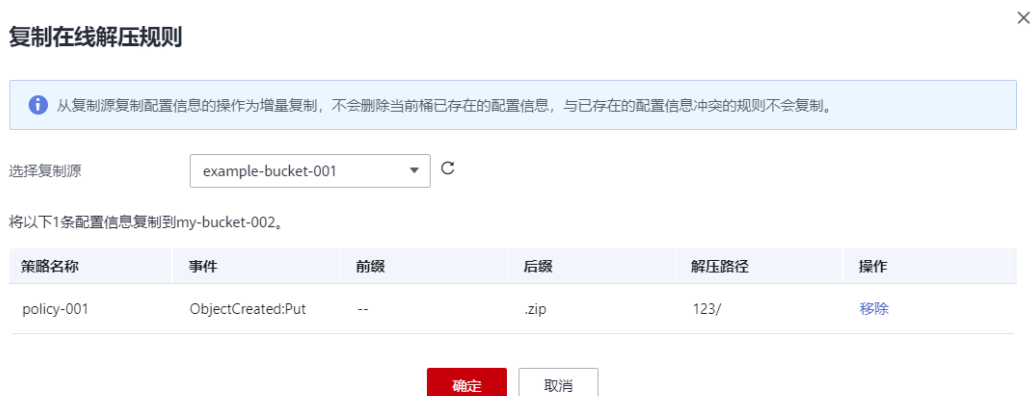 复制在线解压规则
从复制源复制配置信息的操作为增量复制，不会删除当前桶已存在的配置信息，与已存在的配置信息冲突的规则不会复制。
选择复制源 example-bucket-001
将以下1条配置信息复制到my-bucket-002。
策略名称 事件 前缀 后缀 解压路径 操作
policy-001 ObjectCreated:Put -- .zip 123/ 移除
确定 取消